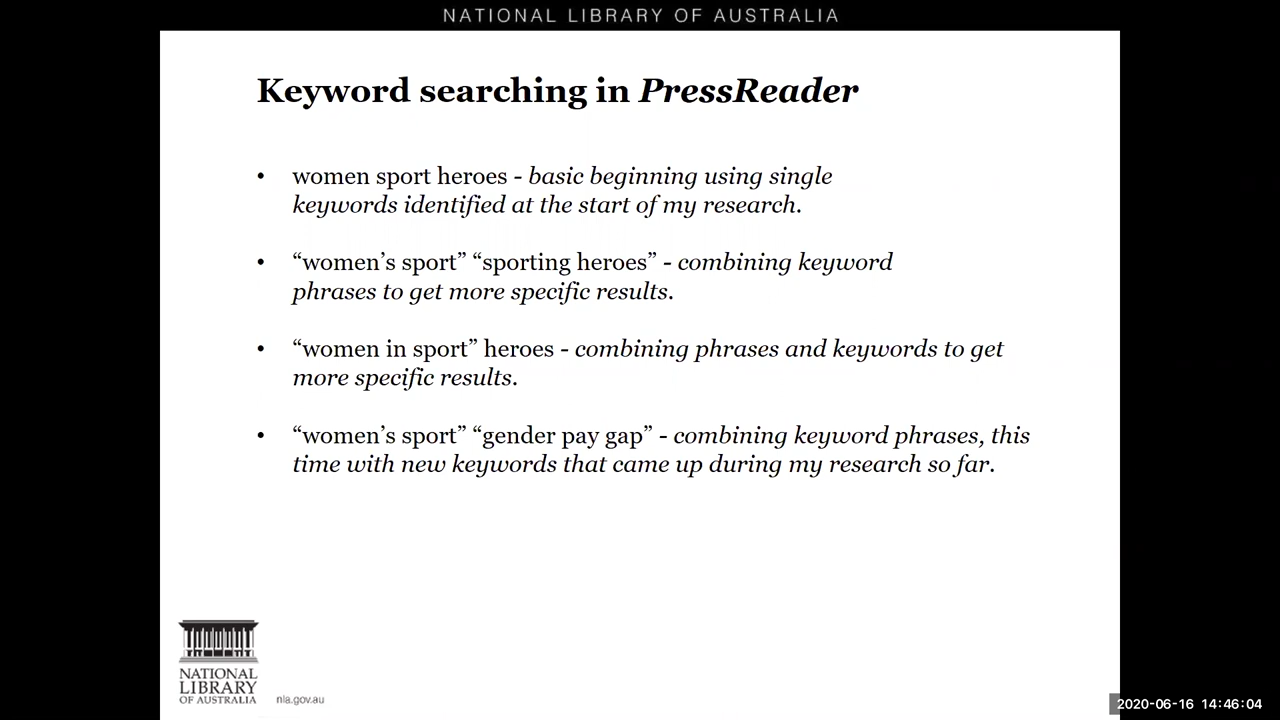 NATIONAL LIBRARY OF AUSTRALIA
Keyword searching in PressReader
• women sport heroes - basic beginning using single
keywords identified at the start of my research.
• “women’s sport” “sporting heroes” - combining keyword
phrases to get more specific results.
• “women in sport” heroes - combining phrases and keywords to get
more specific results.
• “women’s sport” “gender pay gap” - combining keyword phrases, this
time with new keywords that came up during my research so far.
NATIONAL
LIBRARY
OF AUSTRALIA
nla.gov.au
2020-06-16 14:46:04